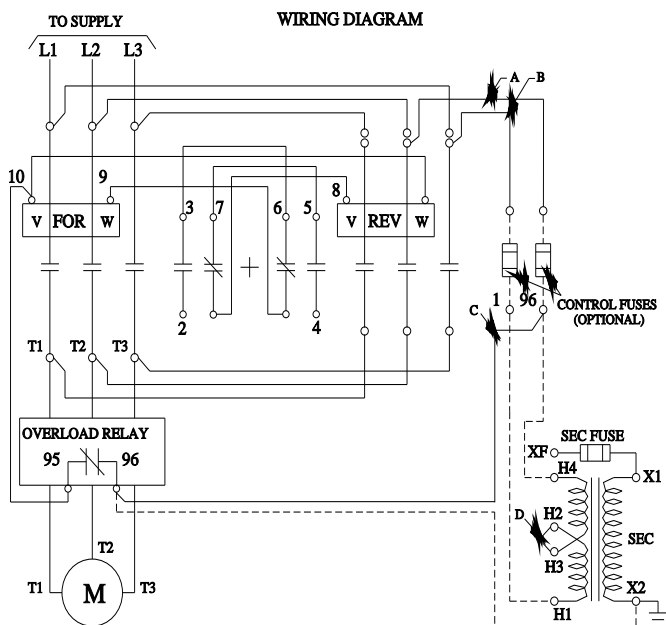 WIRING DIAGRAM
TO SUPPLY
L1 L2 L3
A B
10 9 3 7 6 5 8
V FOR W V REV W
2 4
1 96
C
CONTROL FUSES
(OPTIONAL)
T1 T2 T3
OVERLOAD RELAY
95 96
SEC FUSE
XF
H4 X1
D H2
H3
SEC
T2
T1 M T3
X2
H1